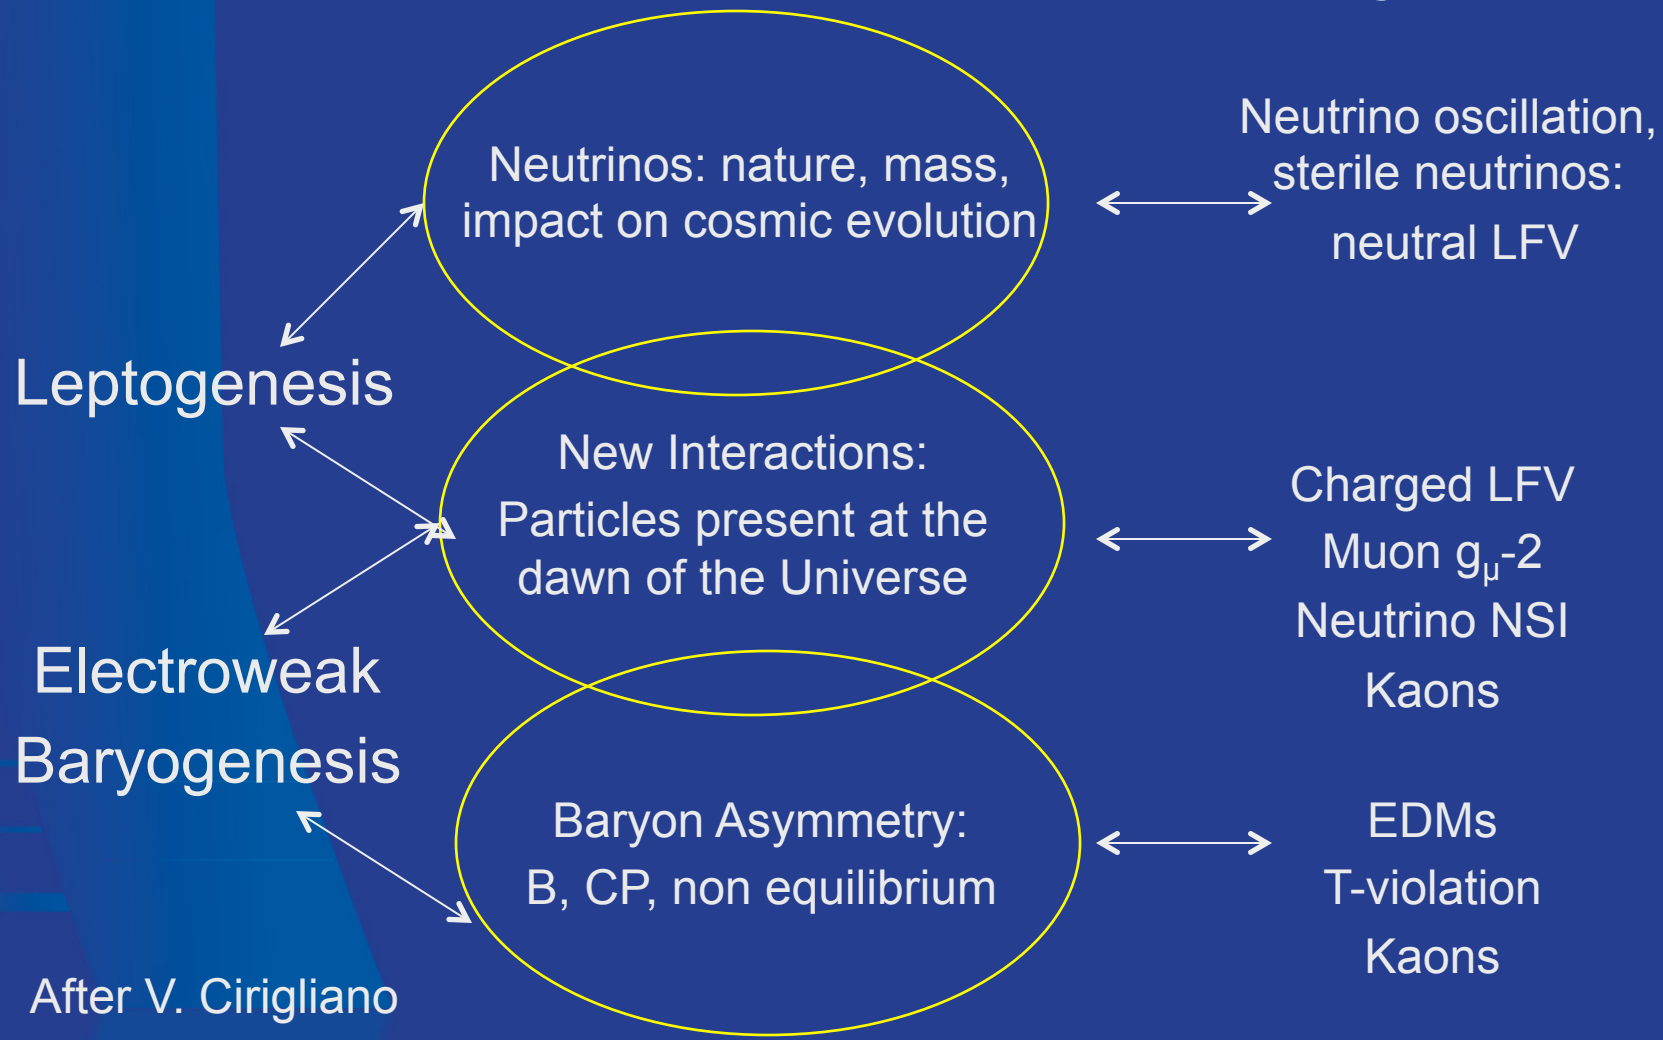 Neutrinos: nature, mass,
impact on cosmic evolution
Neutrino oscillation,
sterile neutrinos:
neutral LFV
Leptogenesis
New Interactions:
Particles present at the
dawn of the Universe
Charged LFV
Muon gμ-2
Neutrino NSI
Kaons
Electroweak
Baryogenesis
Baryon Asymmetry:
B, CP, non equilibrium
EDMs
T-violation
Kaons
After V. Cirigliano